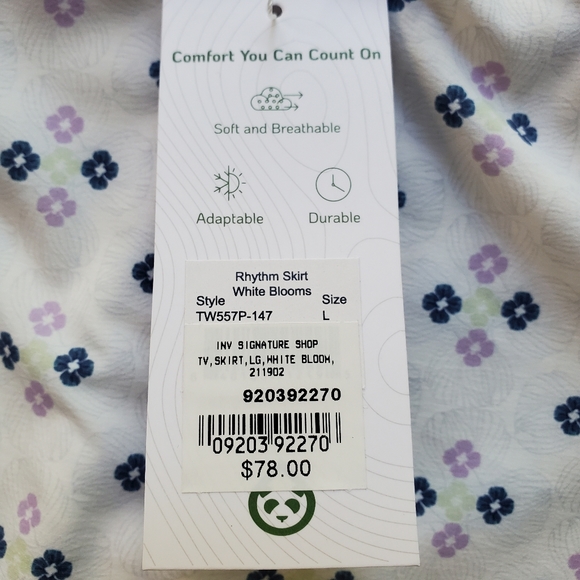 Comfort You Can Count On
Soft and Breathable
Adaptable Durable
Rhythm Skirt
White Blooms
Style Size
TW557P-147 L
INV SIGNATURE SHOP
TV,SKIRT,LG,WHITE BLOOM,
211902
920392270
09203 92270
$78.00